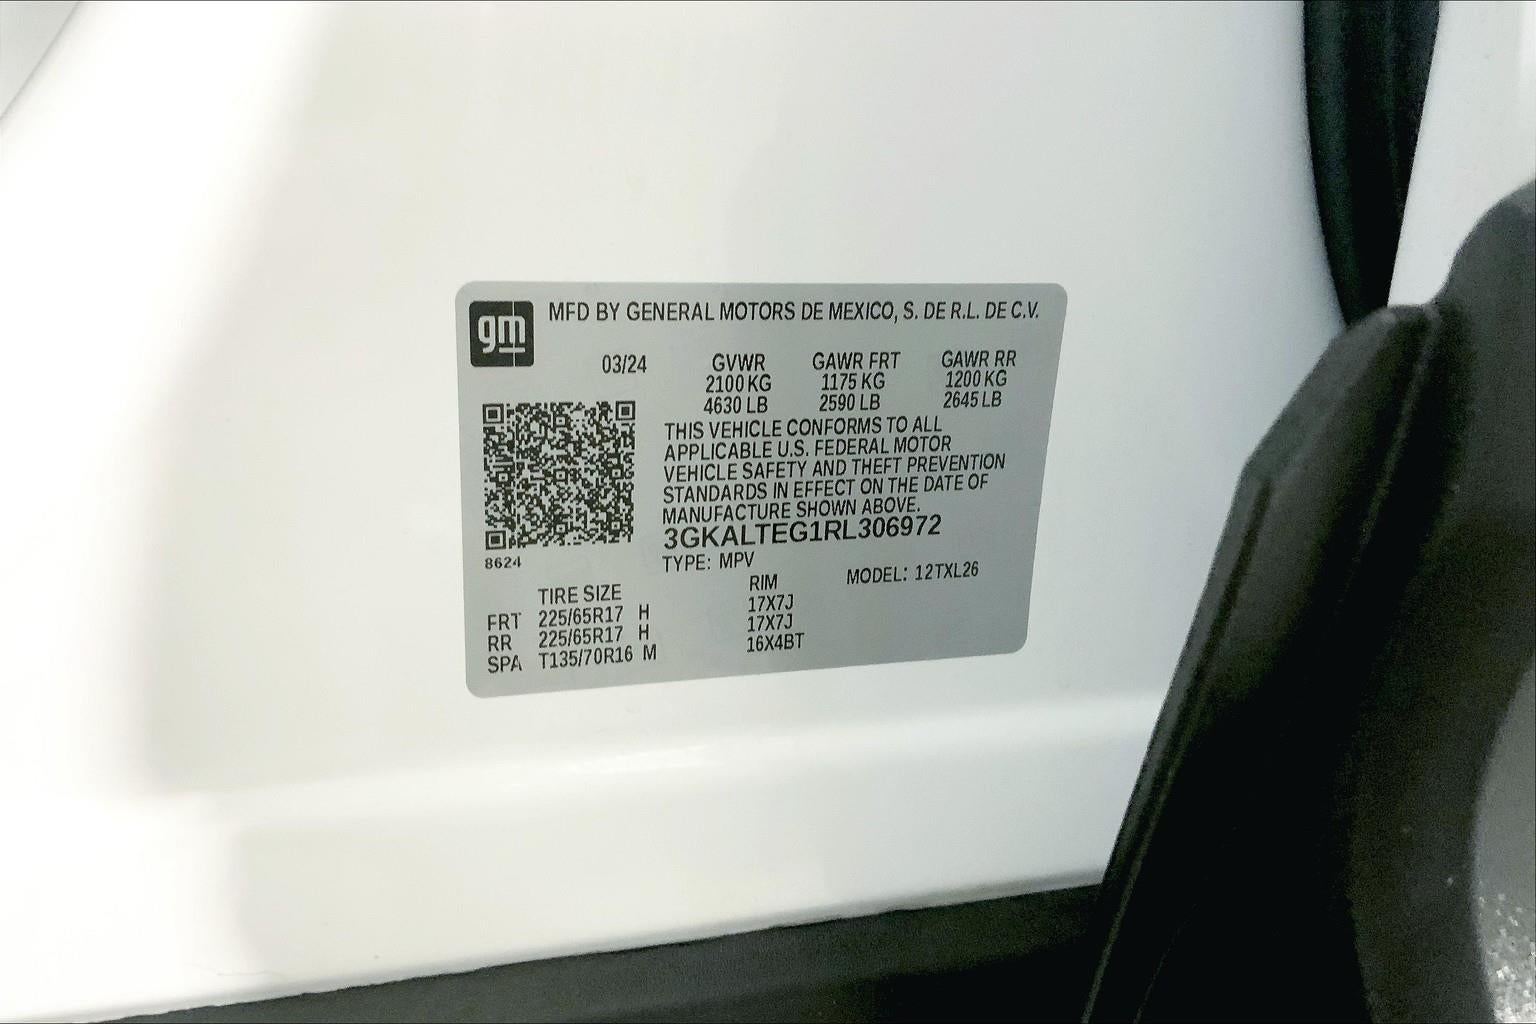 gm MFD BY GENERAL MOTORS DE MEXICO, S. DE R.L. DE C.V.
03/24 GVWR GAWR FRT GAWR RR
2100 KG 1175 KG 1200 KG
4630 LB 2590 LB 2645 LB
THIS VEHICLE CONFORMS TO ALL
APPLICABLE U.S. FEDERAL MOTOR
VEHICLE SAFETY AND THEFT PREVENTION
STANDARDS IN EFFECT ON THE DATE OF
MANUFACTURE SHOWN ABOVE.
3GKALTEG1RL306972
8624 TYPE: MPV MODEL: 12TXL26
TIRE SIZE RIM
FRT 225/65R17 H 17X7J
RR 225/65R17 H 17X7J
SPA T135/70R16 M 16X4BT